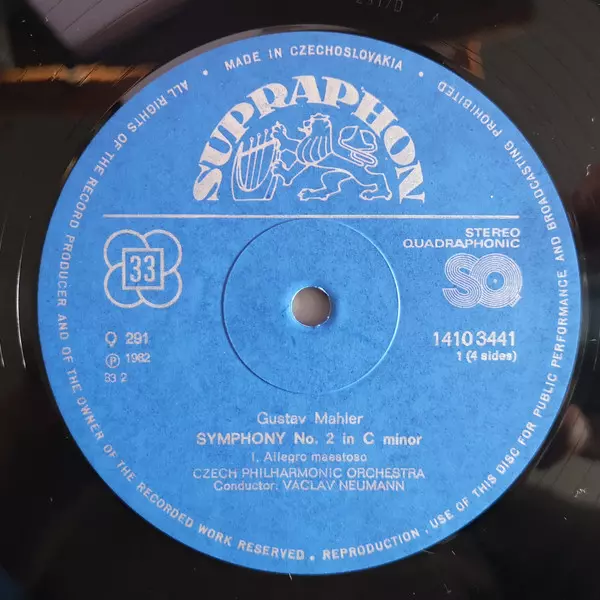 MADE IN CZECHOSLOVAKIA
ALL RIGHTS OF THE RECORD PRODUCER AND OF THE OWNER OF THE RECORDED WORK RESERVED • REPRODUCTION, USE OF THIS DISC FOR PUBLIC PERFORMANCE AND BROADCASTING PROHIBITED
SUPRAPHON
STEREO
QUADRAPHONIC
33
SQ
291
Ⓟ 1982
83 2
1410 3441
1 (4 sides)
Gustav Mahler
SYMPHONY No. 2 in C minor
I. Allegro maestoso
CZECH PHILHARMONIC ORCHESTRA
Conductor: VÁCLAV NEUMANN